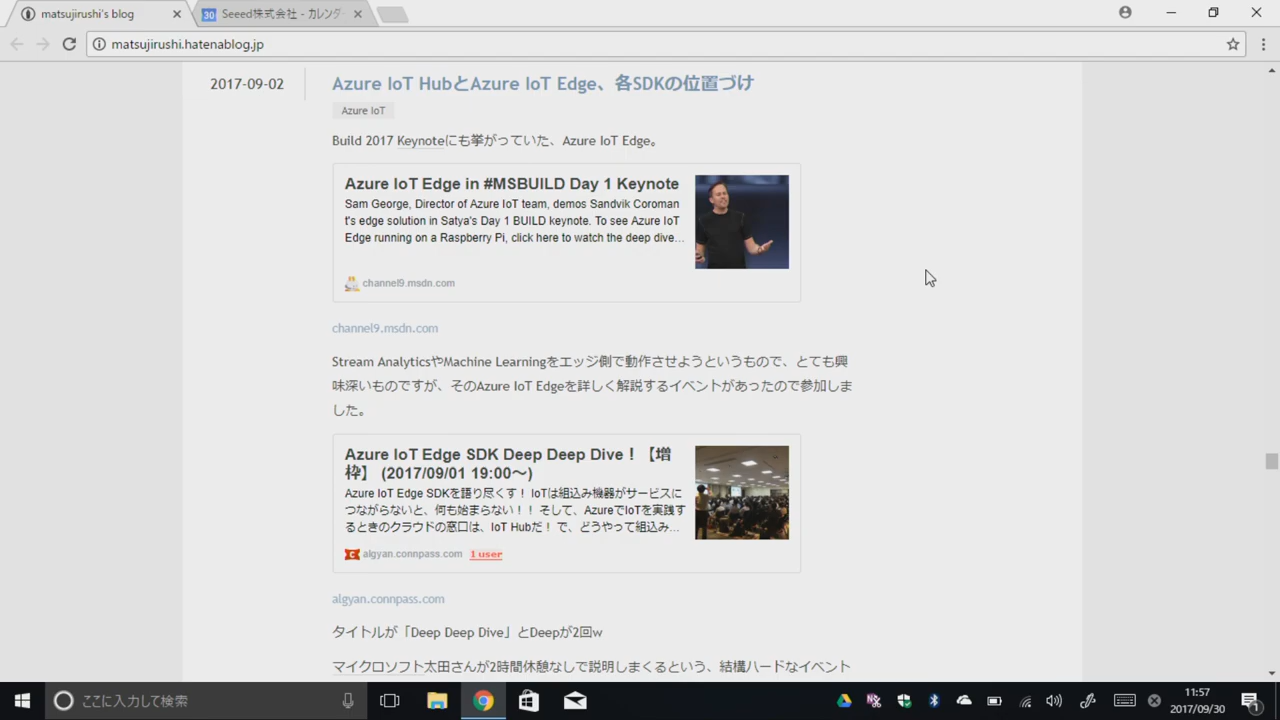 matsujirushi's blog
30 Seeed株式会社 - カレンダー
matsujirushi.hatenablog.jp
2017-09-02
Azure IoT HubとAzure IoT Edge、各SDKの位置づけ
Azure IoT
Build 2017 Keynoteにも挙がっていた、Azure IoT Edge。
Azure IoT Edge in #MSBUILD Day 1 Keynote
Sam George, Director of Azure IoT team, demos Sandvik Coroman
t's edge solution in Satya's Day 1 BUILD keynote. To see Azure IoT
Edge running on a Raspberry Pi, click here to watch the deep dive...
channel9.msdn.com
channel9.msdn.com
Stream AnalyticsやMachine Learningをエッジ側で動作させようというもので、とても興
味深いものですが、そのAzure IoT Edgeを詳しく解説するイベントがあったので参加しま
した。
Azure IoT Edge SDK Deep Deep Dive！【増
枠】 (2017/09/01 19:00〜)
Azure IoT Edge SDKを語り尽くす！ IoTは組込み機器がサービスに
つながらないと、何も始まらない！！ そして、AzureでIoTを実践す
るときのクラウドの窓口は、IoT Hubだ！ で、どうやって組込み...
algyan.connpass.com 1 user
algyan.connpass.com
タイトルが「Deep Deep Dive」とDeepが2回w
マイクロソフト太田さんが2時間休憩なしで説明しまくるという、結構ハードなイベント
ここに入力して検索
11:57
2017/09/30
1